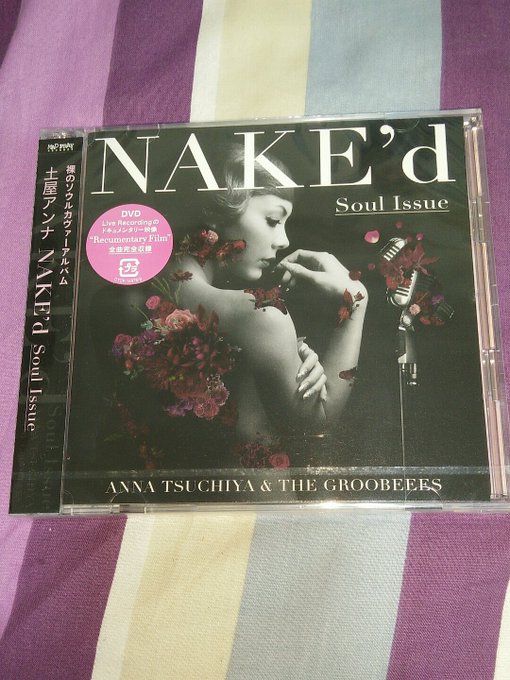 裸のソウルカヴァーアルバム
土屋アンナ NAKE'd Soul Issue
NAKE'd
Soul Issue
DVD
Live Recordingの
ドキュメンタリー映像
"Recumentary Film"
全曲完全収録
プラ
ANNA TSUCHIYA & THE GROOBEEES